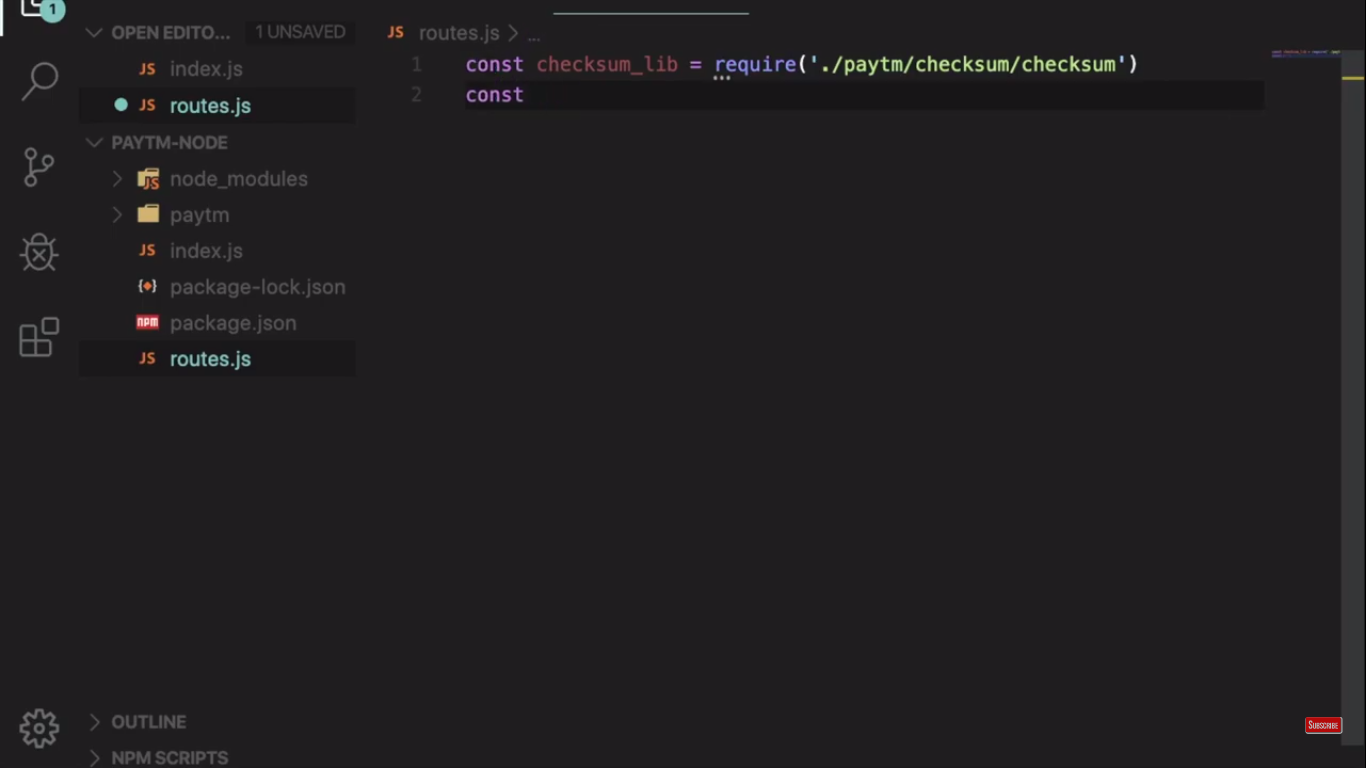 1
OPEN EDITO... 1 UNSAVED
JS index.js
JS routes.js
PAYTM-NODE
JS node_modules
paytm
JS index.js
package-lock.json
npm package.json
JS routes.js
OUTLINE
NPM SCRIPTS
JS routes.js > ...
1 const checksum_lib = require('./paytm/checksum/checksum')
2 const
SUBSCRIBE